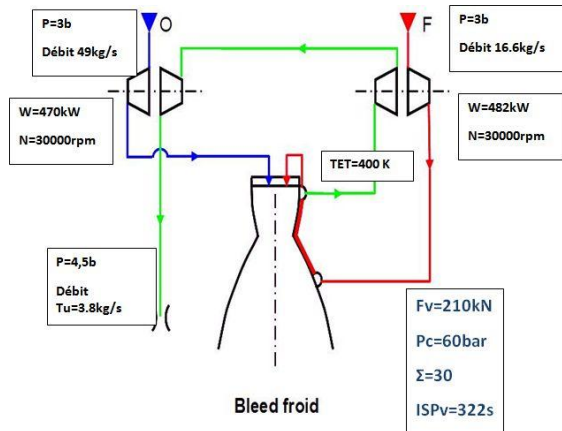 O
F
P=3b
Débit 49kg/s
P=3b
Débit 16.6kg/s
W=470kW
N=30000rpm
W=482kW
N=30000rpm
TET=400 K
P=4,5b
Débit
Tu=3.8kg/s
Fv=210kN
Pc=60bar
Σ=30
ISPv=322s
Bleed froid